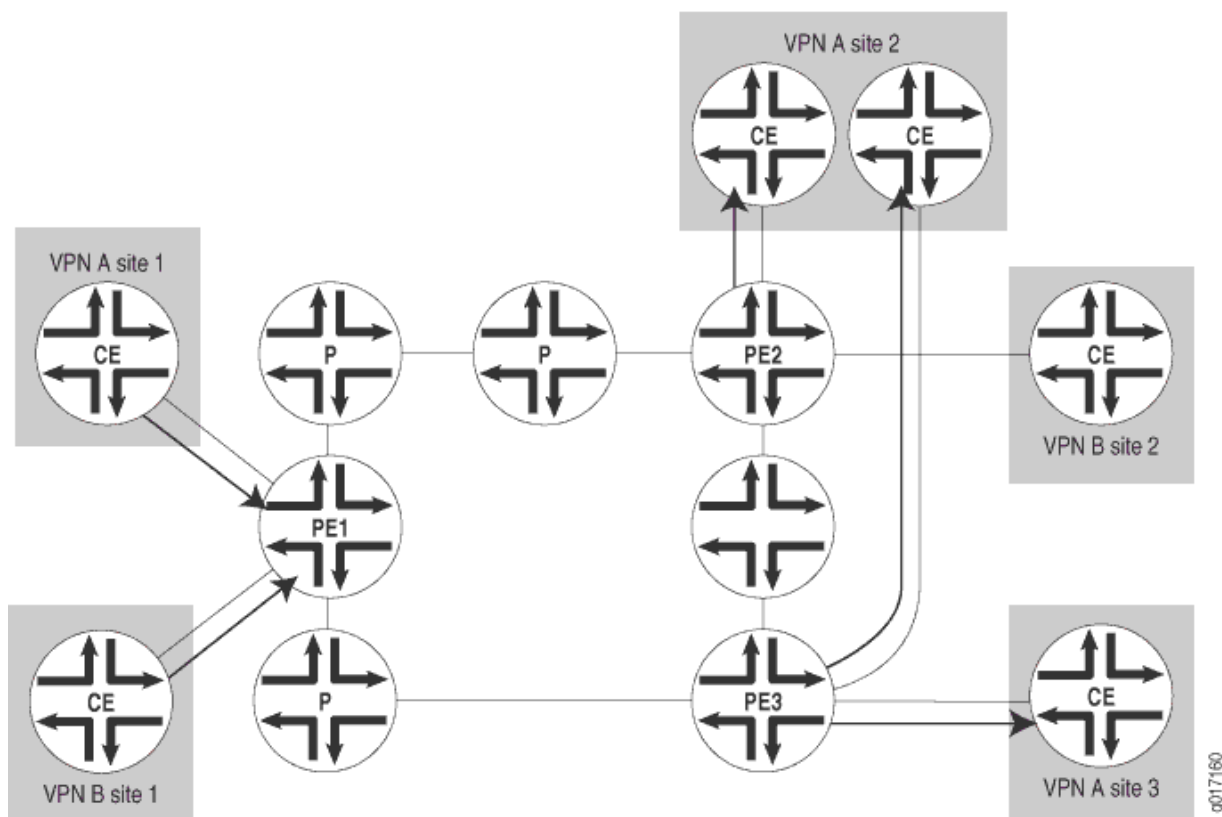 VPN A site 2
CE
CE
VPN A site 1
CE
P
P
PE2
CE
VPN B site 2
PE1
CE
VPN B site 1
P
PE3
CE
VPN A site 3
g017160